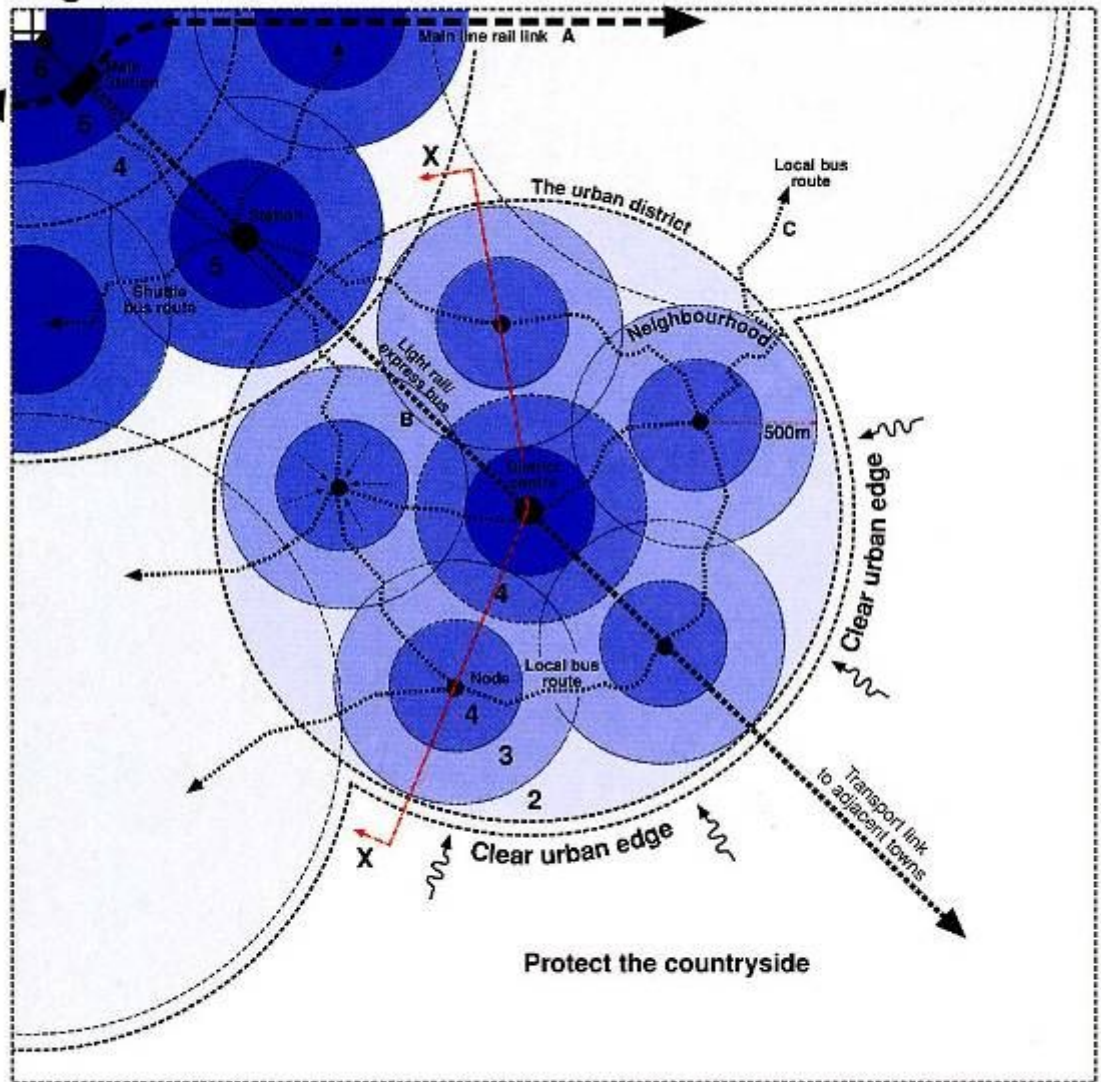 Main line rail link A
6
Main
Station
5
4
X
Local bus
route
The urban district
C
Station
5
Shuttle
bus route
Neighbourhood
Light rail/
express bus
B
500m
District
centre
Clear urban edge
4
Node
Local bus
route
4
3
2
X
Clear urban edge
Transport link
to adjacent towns
Protect the countryside